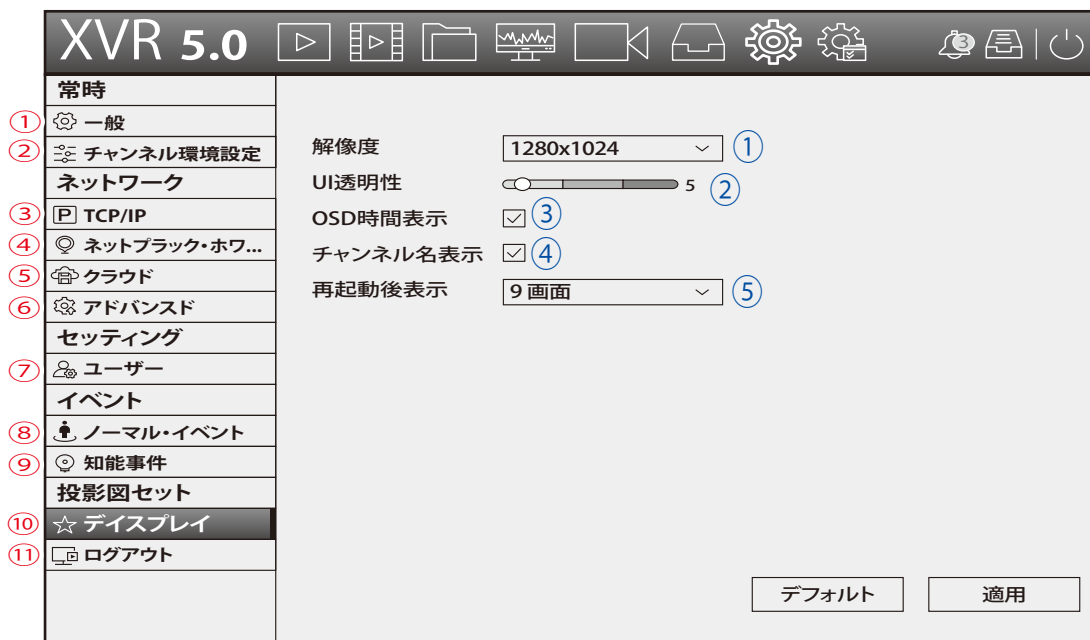 XVR 5.0
3
常時
① 一般
② チャンネル環境設定
ネットワーク
③ P TCP/IP
④ ネットプラック・ホワ...
⑤ クラウド
⑥ アドバンスド
セッティング
⑦ ユーザー
イベント
⑧ ノーマル・イベント
⑨ 知能事件
投影図セット
⑩ デイスプレイ
⑪ ログアウト
解像度 1280x1024 ①
UI透明性 5 ②
OSD時間表示 ③
チャンネル名表示 ④
再起動後表示 9 画面 ⑤
デフォルト 適用